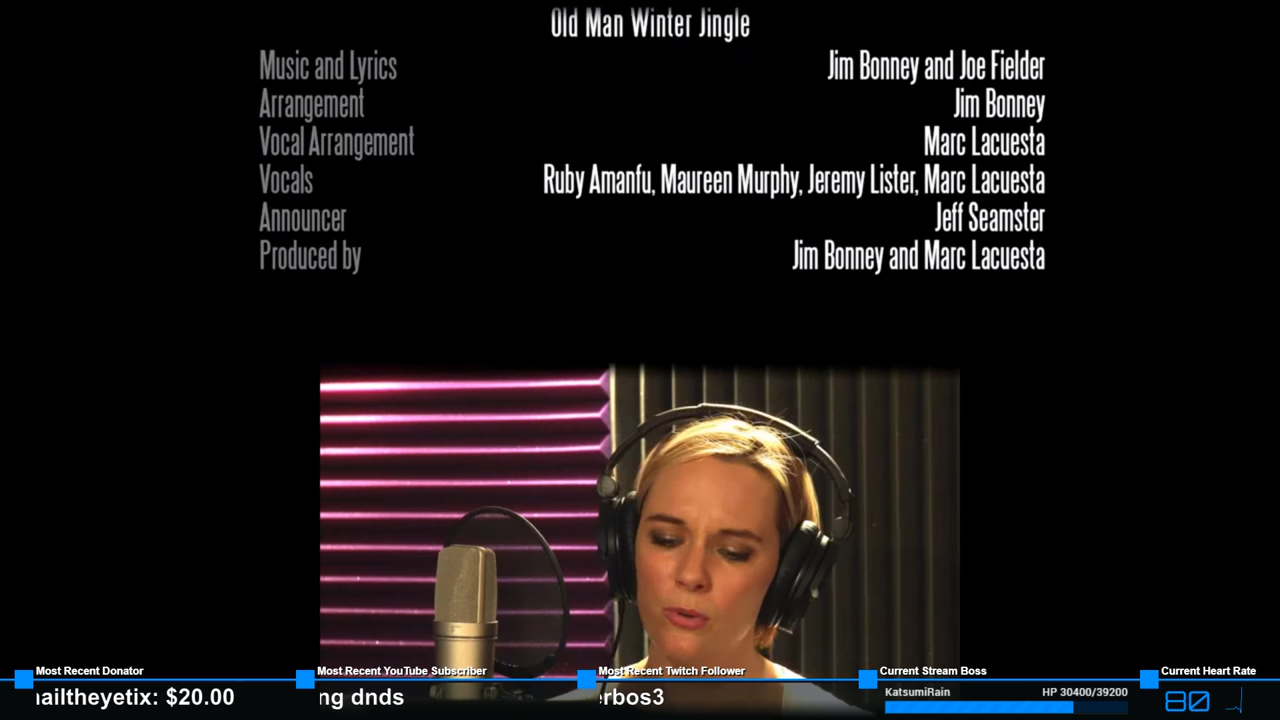 Old Man Winter Jingle
Music and Lyrics Jim Bonney and Joe Fielder
Arrangement Jim Bonney
Vocal Arrangement Marc Lacuesta
Vocals Ruby Amanfu, Maureen Murphy, Jeremy Lister, Marc Lacuesta
Announcer Jeff Seamster
Produced by Jim Bonney and Marc Lacuesta
Most Recent Donator Most Recent YouTube Subscriber Most Recent Twitch Follower Current Stream Boss Current Heart Rate
ailtheyetix: $20.00 ng dnds erbos3 KatsumiRain HP 30400/39200 80